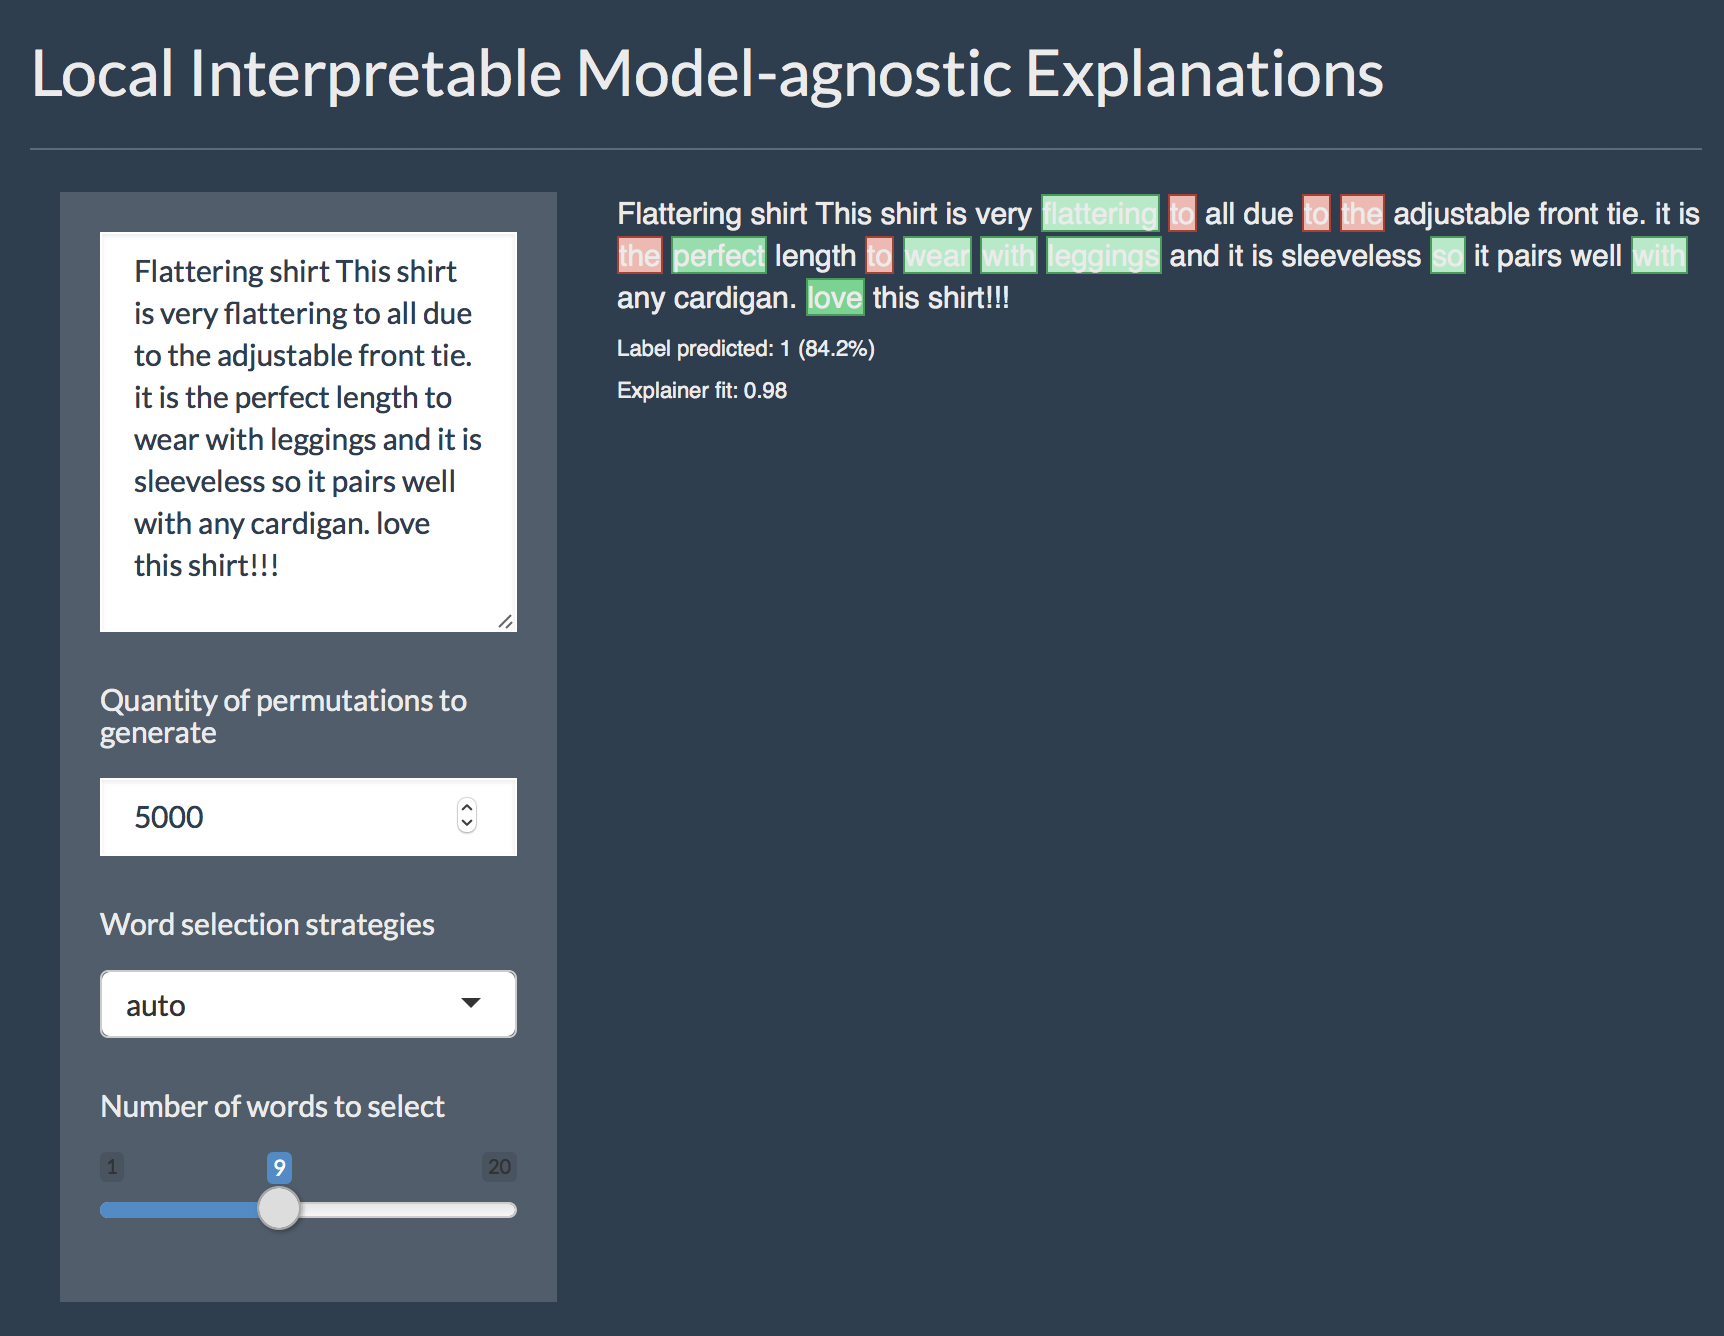 Local Interpretable Model-agnostic Explanations
Flattering shirt This shirt
is very flattering to all due
to the adjustable front tie.
it is the perfect length to
wear with leggings and it is
sleeveless so it pairs well
with any cardigan. love
this shirt!!!
Quantity of permutations to
generate
5000
Word selection strategies
auto
Number of words to select
1
9
20
Flattering shirt This shirt is very flattering to all due to the adjustable front tie. it is
the perfect length to wear with leggings and it is sleeveless so it pairs well with
any cardigan. love this shirt!!!
Label predicted: 1 (84.2%)
Explainer fit: 0.98